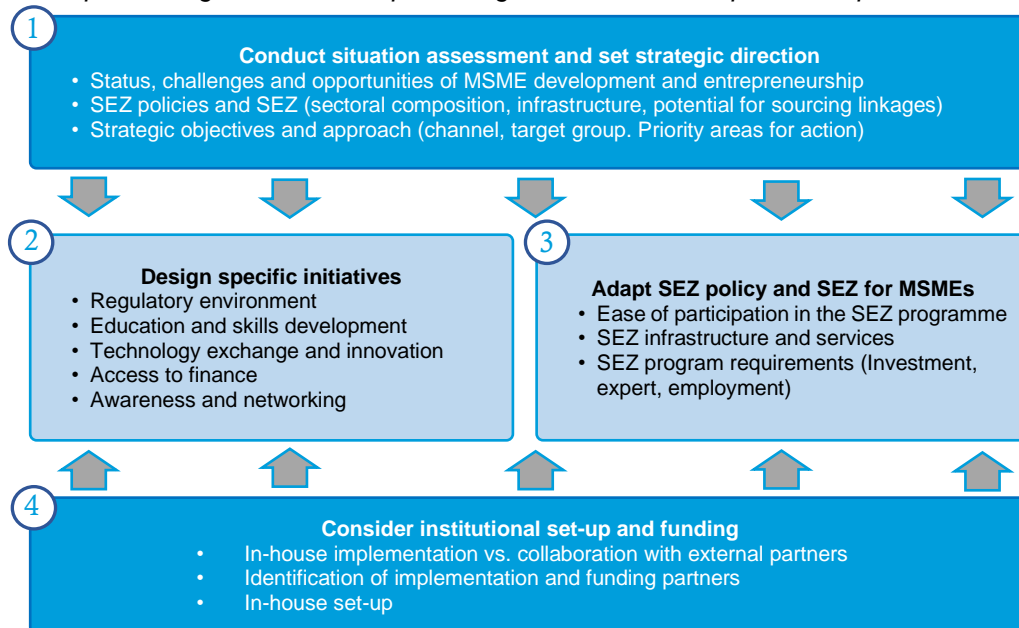 1
Conduct situation assessment and set strategic direction
• Status, challenges and opportunities of MSME development and entrepreneurship
• SEZ policies and SEZ (sectoral composition, infrastructure, potential for sourcing linkages)
• Strategic objectives and approach (channel, target group. Priority areas for action)
2
Design specific initiatives
• Regulatory environment
• Education and skills development
• Technology exchange and innovation
• Access to finance
• Awareness and networking
3
Adapt SEZ policy and SEZ for MSMEs
• Ease of participation in the SEZ programme
• SEZ infrastructure and services
• SEZ program requirements (Investment,
expert, employment)
4
Consider institutional set-up and funding
• In-house implementation vs. collaboration with external partners
• Identification of implementation and funding partners
• In-house set-up